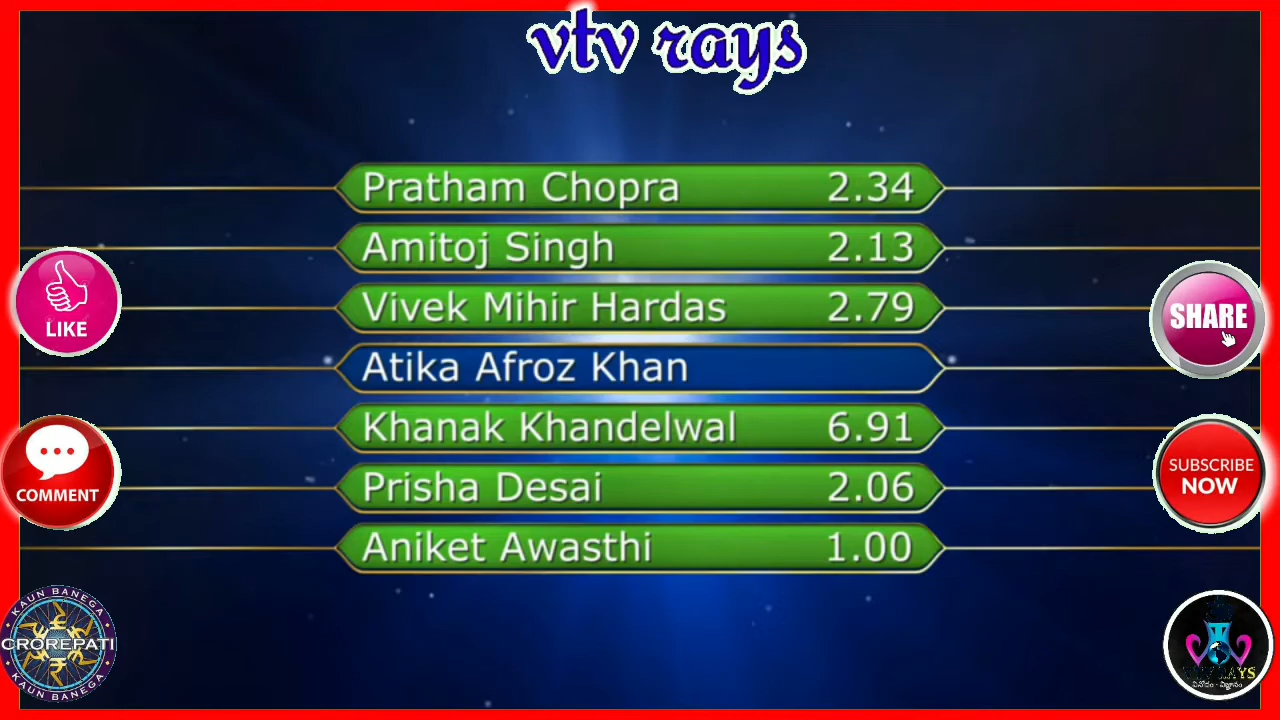 vtv rays
Pratham Chopra 2.34
Amitoj Singh 2.13
Vivek Mihir Hardas 2.79
Atika Afroz Khan
Khanak Khandelwal 6.91
Prisha Desai 2.06
Aniket Awasthi 1.00
LIKE
COMMENT
SHARE
SUBSCRIBE
NOW
KAUN BANEGA
CROREPATI
KAUN BANEGA
RAYS
వినోదం - విజ్ఞానం